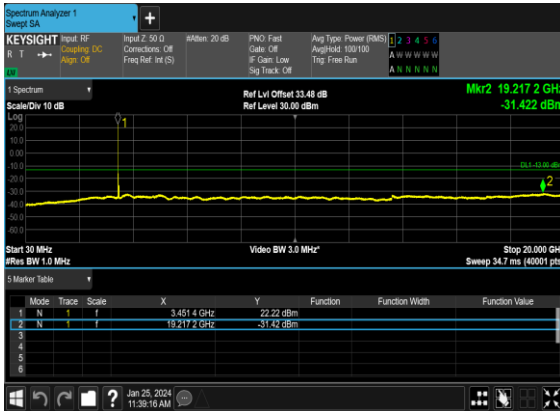 Spectrum Analyzer 1
Swept SA
KEYSIGHT Input: RF Input Z: 50 Ω #Atten: 20 dB PNO: Fast Avg Type: Power (RMS) 1 2 3 4 5 6
R T Coupling: DC Corrections: Off Gate: Off Avg|Hold: 100/100 A W W W W W
Align: Off Freq Ref: Int (S) IF Gain: Low Trig: Free Run
Sig Track: Off A N N N N N
1 Spectrum Ref Lvl Offset 33.48 dB Mkr2 19.217 2 GHz
Scale/Div 10 dB Ref Level 30.00 dBm -31.422 dBm
Log
20.0
10.0
0.00
-10.0
-20.0
-30.0
-40.0
-50.0
-60.0
1
DL1 -13.00 dBm
2
Start 30 MHz Video BW 3.0 MHz* Stop 20.000 GHz
#Res BW 1.0 MHz Sweep 34.7 ms (40001 pts)
5 Marker Table
Mode Trace Scale X Y Function Function Width Function Value
1 N 1 f 3.451 4 GHz 22.22 dBm
2 N 1 f 19.217 2 GHz -31.42 dBm
3
4
5
6
Jan 25, 2024
11:39:16 AM